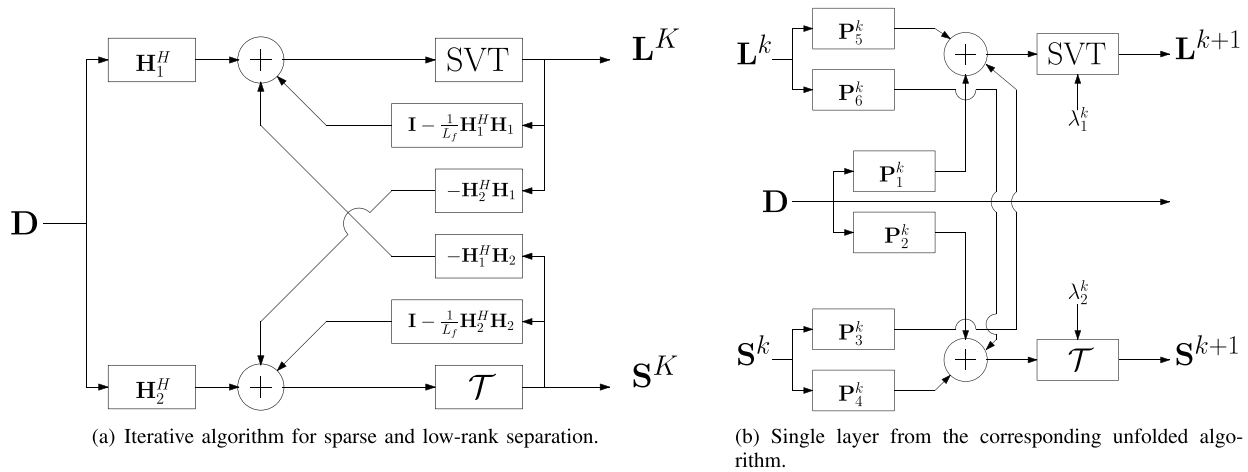 H_1^H
+
SVT
L^K
I − 1/L_f H_1^H H_1
−H_2^H H_1
D
−H_1^H H_2
I − 1/L_f H_2^H H_2
H_2^H
+
𝒯
S^K
(a) Iterative algorithm for sparse and low-rank separation.
L^k
P_5^k
P_6^k
+
SVT
L^{k+1}
λ_1^k
D
P_1^k
P_2^k
λ_2^k
S^k
P_3^k
P_4^k
+
𝒯
S^{k+1}
(b) Single layer from the corresponding unfolded algo-
rithm.